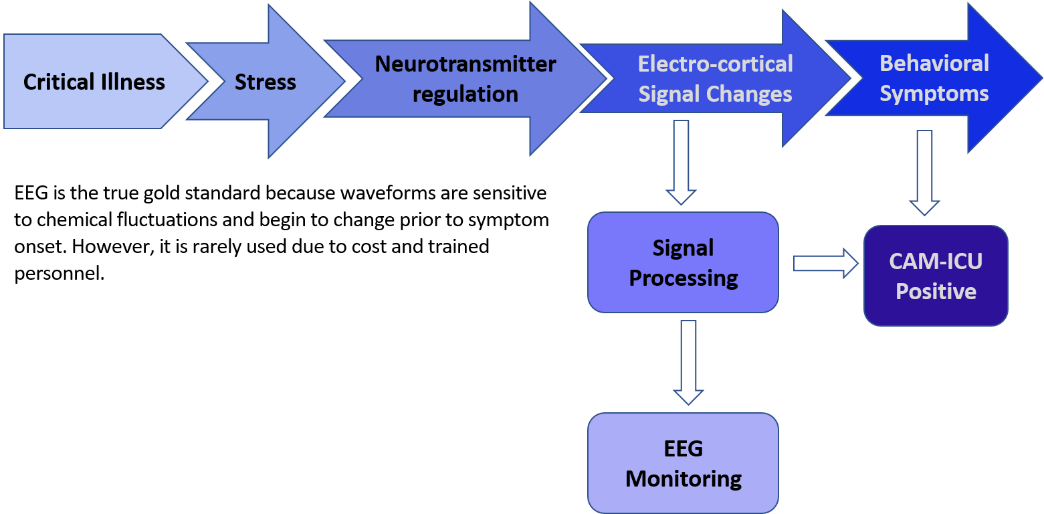 Critical Illness
Stress
Neurotransmitter
regulation
Electro-cortical
Signal Changes
Behavioral
Symptoms
EEG is the true gold standard because waveforms are sensitive
to chemical fluctuations and begin to change prior to symptom
onset. However, it is rarely used due to cost and trained
personnel.
Signal
Processing
CAM-ICU
Positive
EEG
Monitoring